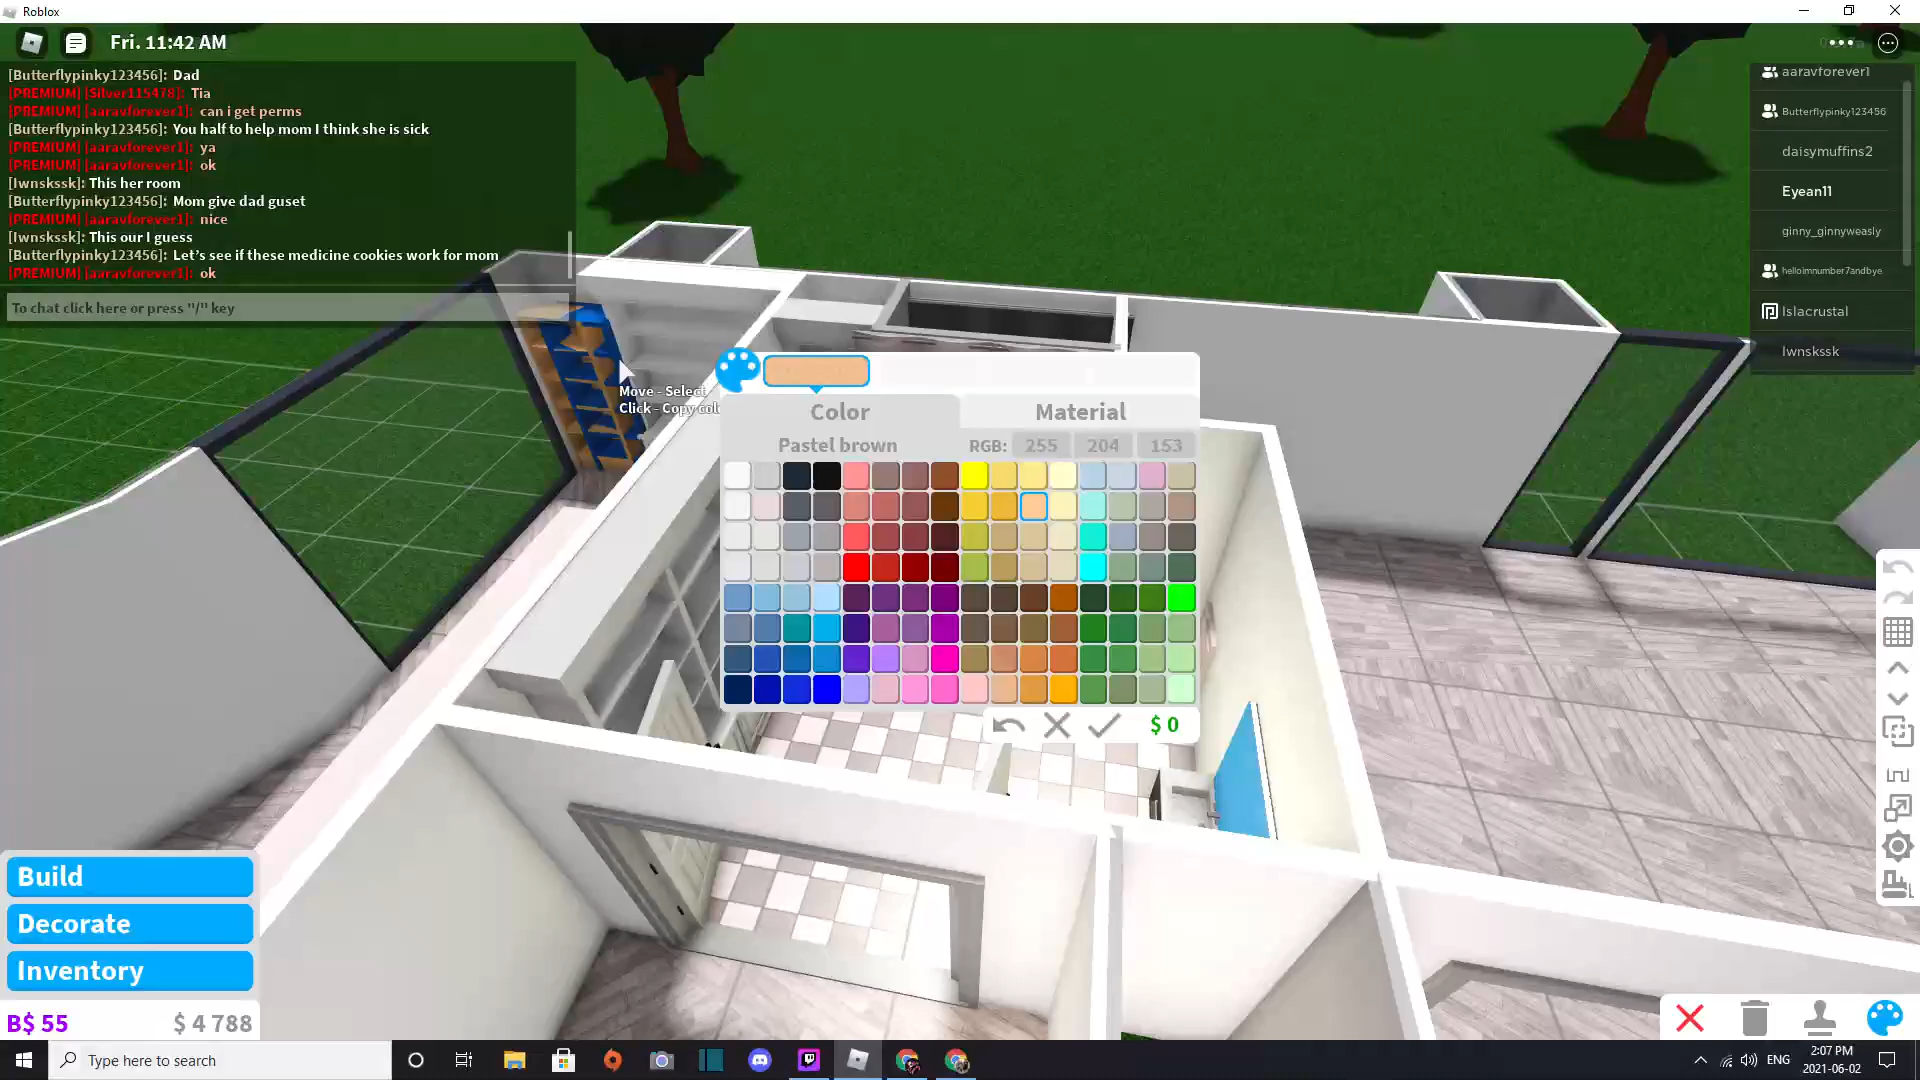 Roblox
Fri. 11:42 AM
[Butterflypinky123456]: Dad
[PREMIUM] [Silver115478]: Tia
[PREMIUM] [aaravforever1]: can i get perms
[Butterflypinky123456]: You half to help mom I think she is sick
[PREMIUM] [aaravforever1]: ya
[PREMIUM] [aaravforever1]: ok
[Iwnskssk]: This her room
[Butterflypinky123456]: Mom give dad guset
[PREMIUM] [aaravforever1]: nice
[Iwnskssk]: This our I guess
[Butterflypinky123456]: Let's see if these medicine cookies work for mom
[PREMIUM] [aaravforever1]: ok
To chat click here or press "/" key
aaravforever1
Butterflypinky123456
daisymuffins2
Eyean11
ginny_ginnyweasly
helloimnumber7andbye
Islacrustal
Iwnskssk
Move - Select
Click - Copy col
Color
Material
Pastel brown
RGB: 255 204 153
$ 0
Build
Decorate
Inventory
B$ 55
$ 4 788
Type here to search
ENG
2:07 PM
2021-06-02